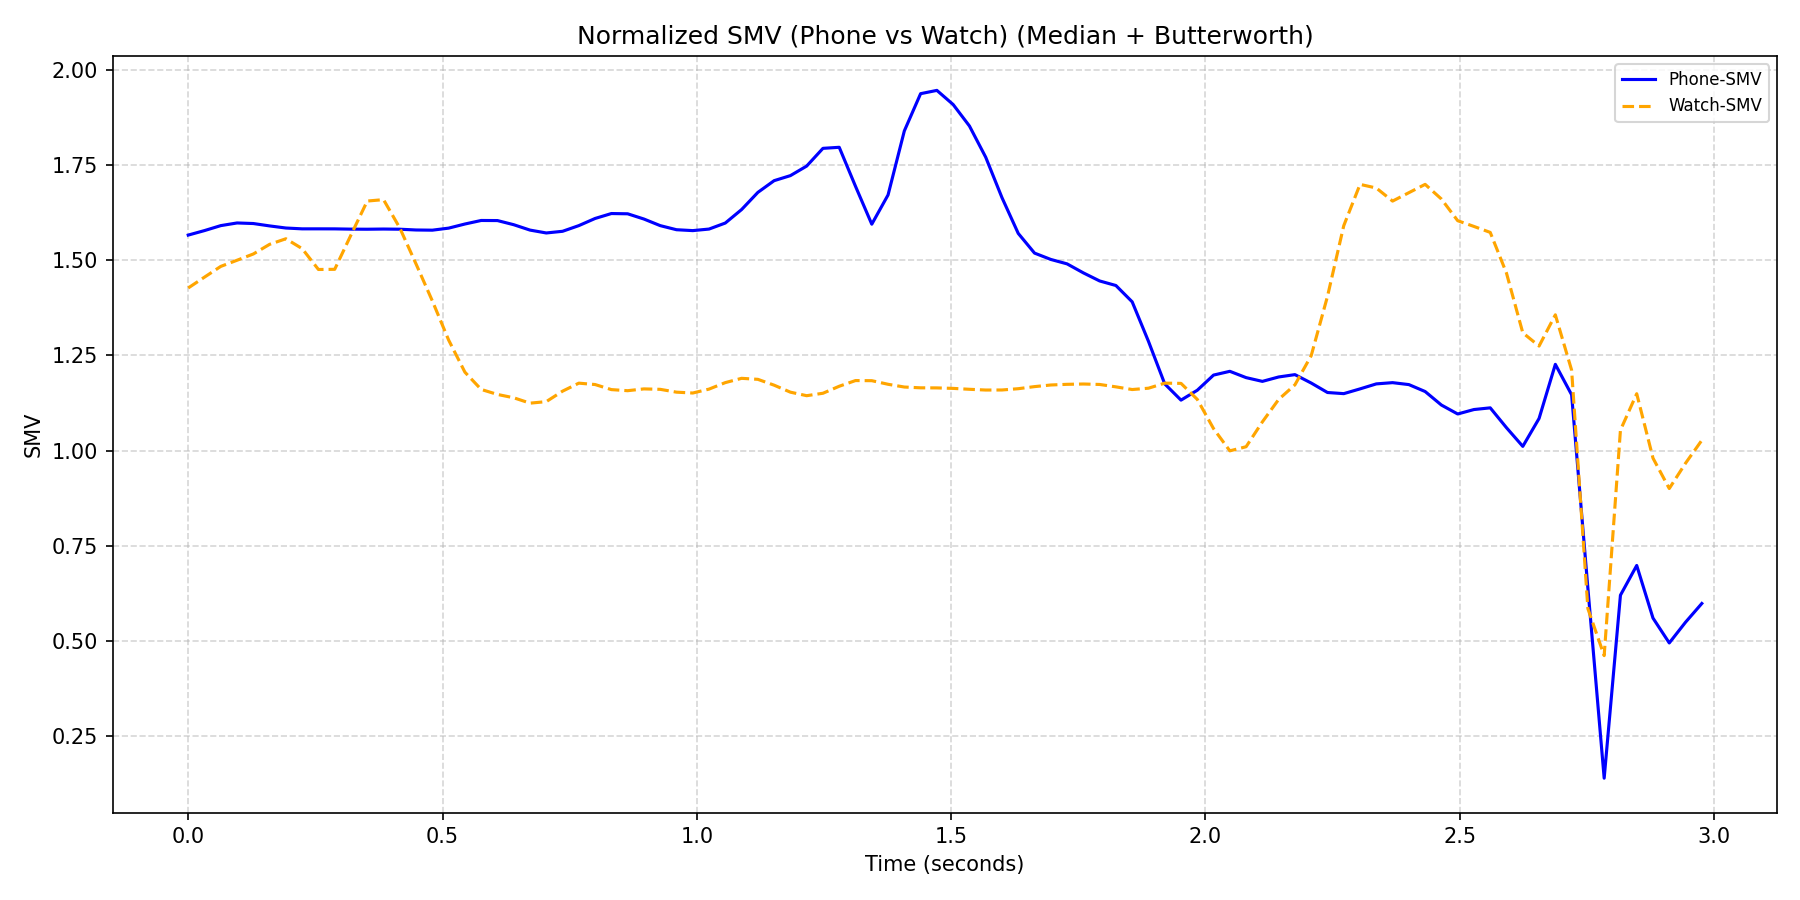 Normalized SMV (Phone vs Watch) (Median + Butterworth)
Phone-SMV
Watch-SMV
2.00
1.75
1.50
1.25
1.00
0.75
0.50
0.25
SMV
0.0 0.5 1.0 1.5 2.0 2.5 3.0
Time (seconds)